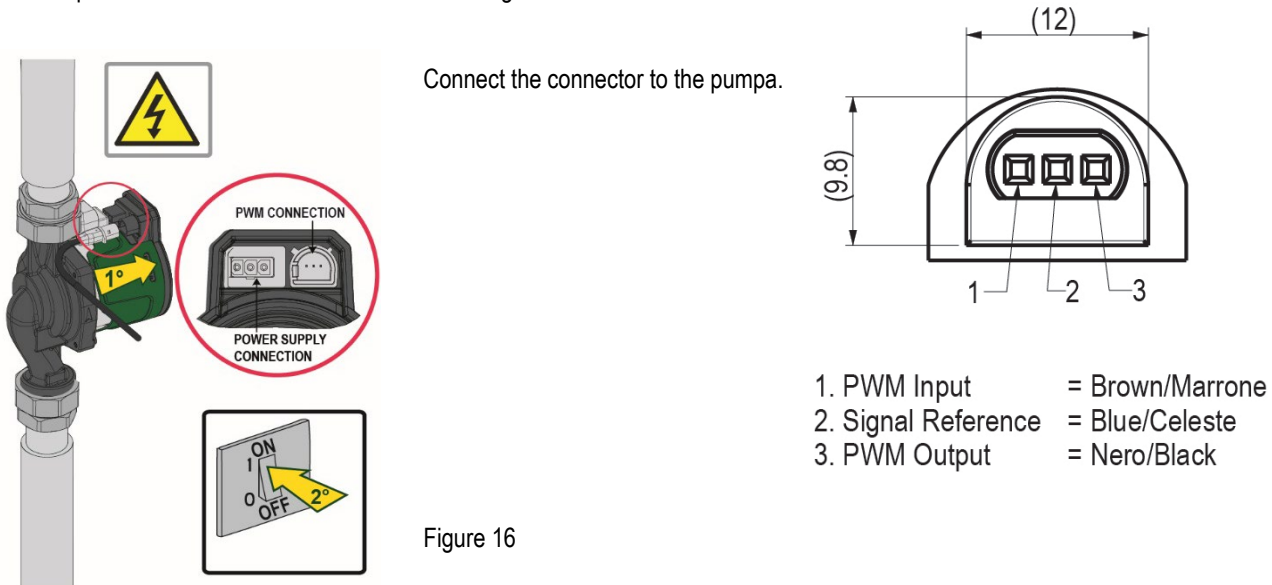 Connect the connector to the pumpa.
PWM CONNECTION
POWER SUPPLY
CONNECTION
1°
ON
1
0
OFF
2°
Figure 16
(12)
(9.8)
1
2
3
1. PWM Input = Brown/Marrone
2. Signal Reference = Blue/Celeste
3. PWM Output = Nero/Black